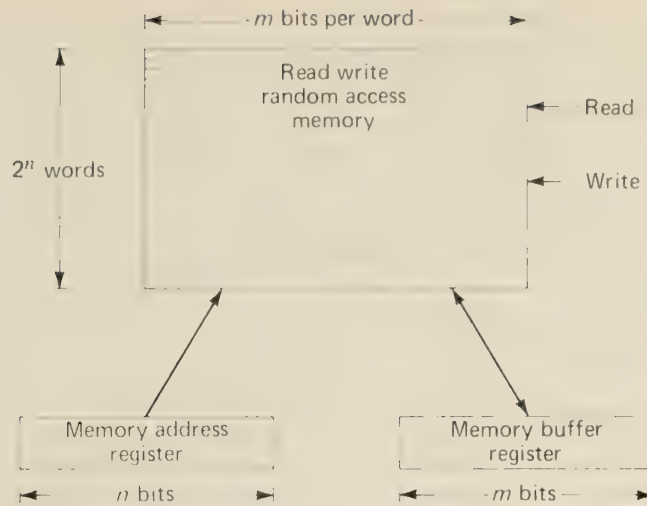 m bits per word
Read write
random access
memory
Read
2ⁿ words
Write
Memory address
register
Memory buffer
register
n bits
m bits